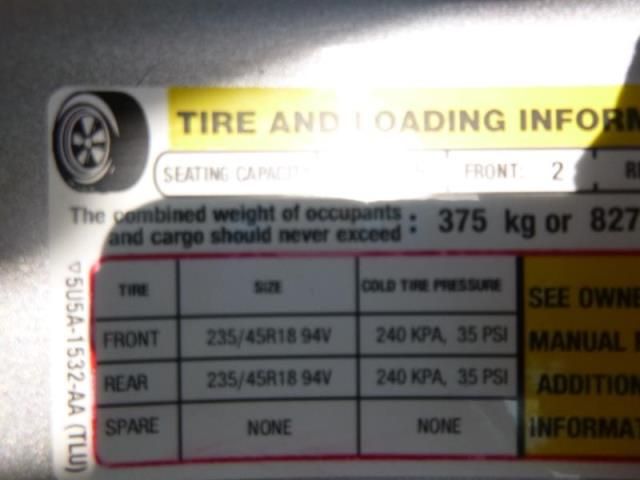 TIRE AND LOADING INFORM
SEATING CAPACITY 5 FRONT: 2 R
The combined weight of occupants
and cargo should never exceed : 375 kg or 827
TIRE SIZE COLD TIRE PRESSURE
SEE OWNE
FRONT 235/45R18 94V 240 KPA, 35 PSI
MANUAL
REAR 235/45R18 94V 240 KPA, 35 PSI
ADDITION
SPARE NONE NONE
INFORMAT
5U5A-1532-AA (TLU)